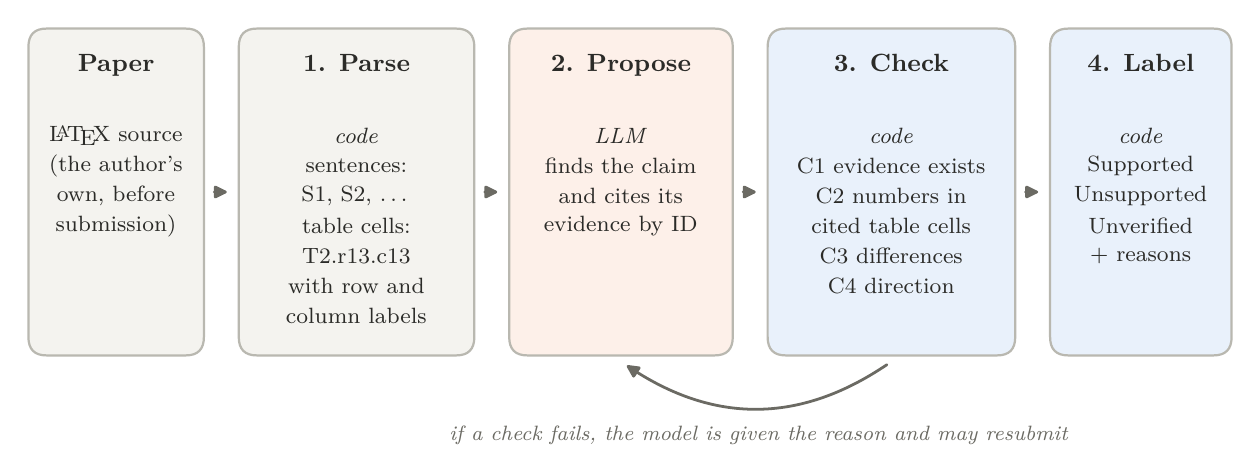 Paper
LATEX source
(the author's
own, before
submission)
1. Parse
code
sentences:
S1, S2, ...
table cells:
T2.r13.c13
with row and
column labels
2. Propose
LLM
finds the claim
and cites its
evidence by ID
3. Check
code
C1 evidence exists
C2 numbers in
cited table cells
C3 differences
C4 direction
4. Label
code
Supported
Unsupported
Unverified
+ reasons
if a check fails, the model is given the reason and may resubmit